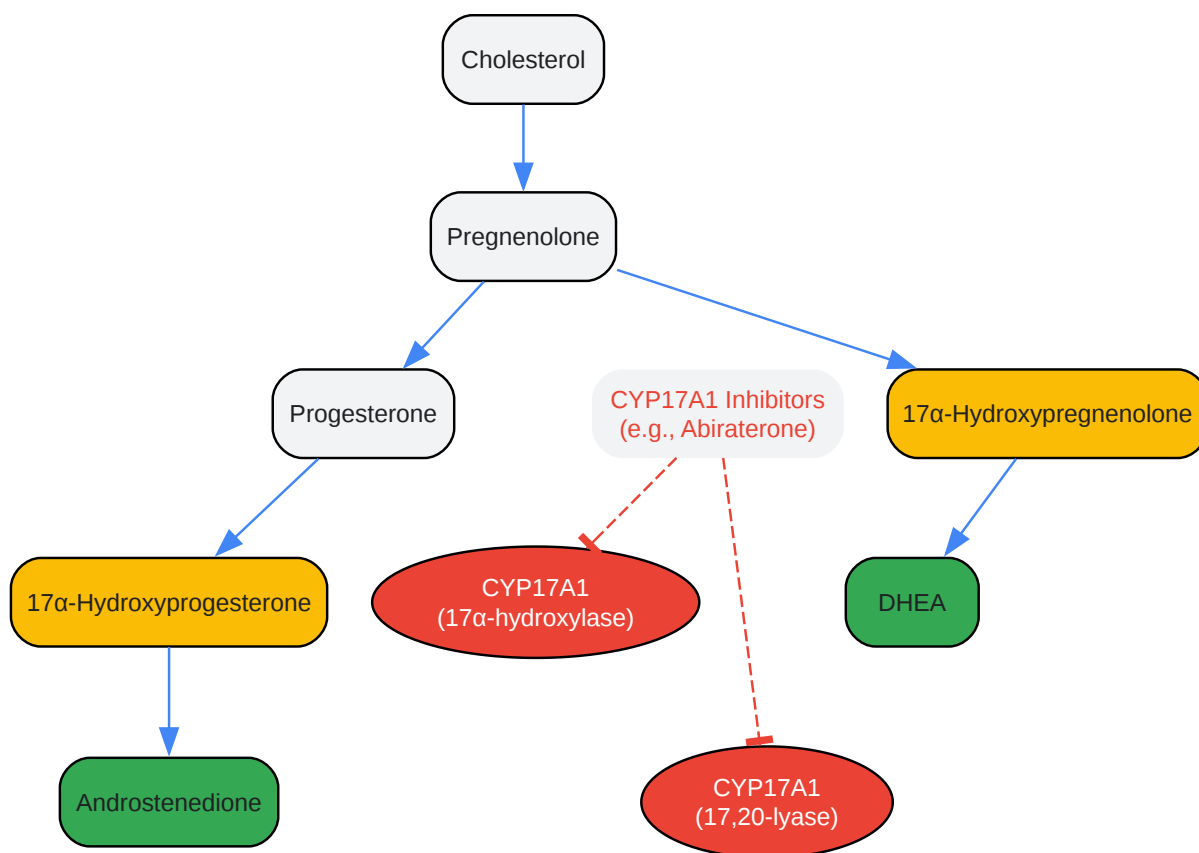 Cholesterol
Pregnenolone
Progesterone
CYP17A1 Inhibitors
(e.g., Abiraterone)
17α-Hydroxypregnenolone
17α-Hydroxyprogesterone
CYP17A1
(17α-hydroxylase)
DHEA
Androstenedione
CYP17A1
(17,20-lyase)